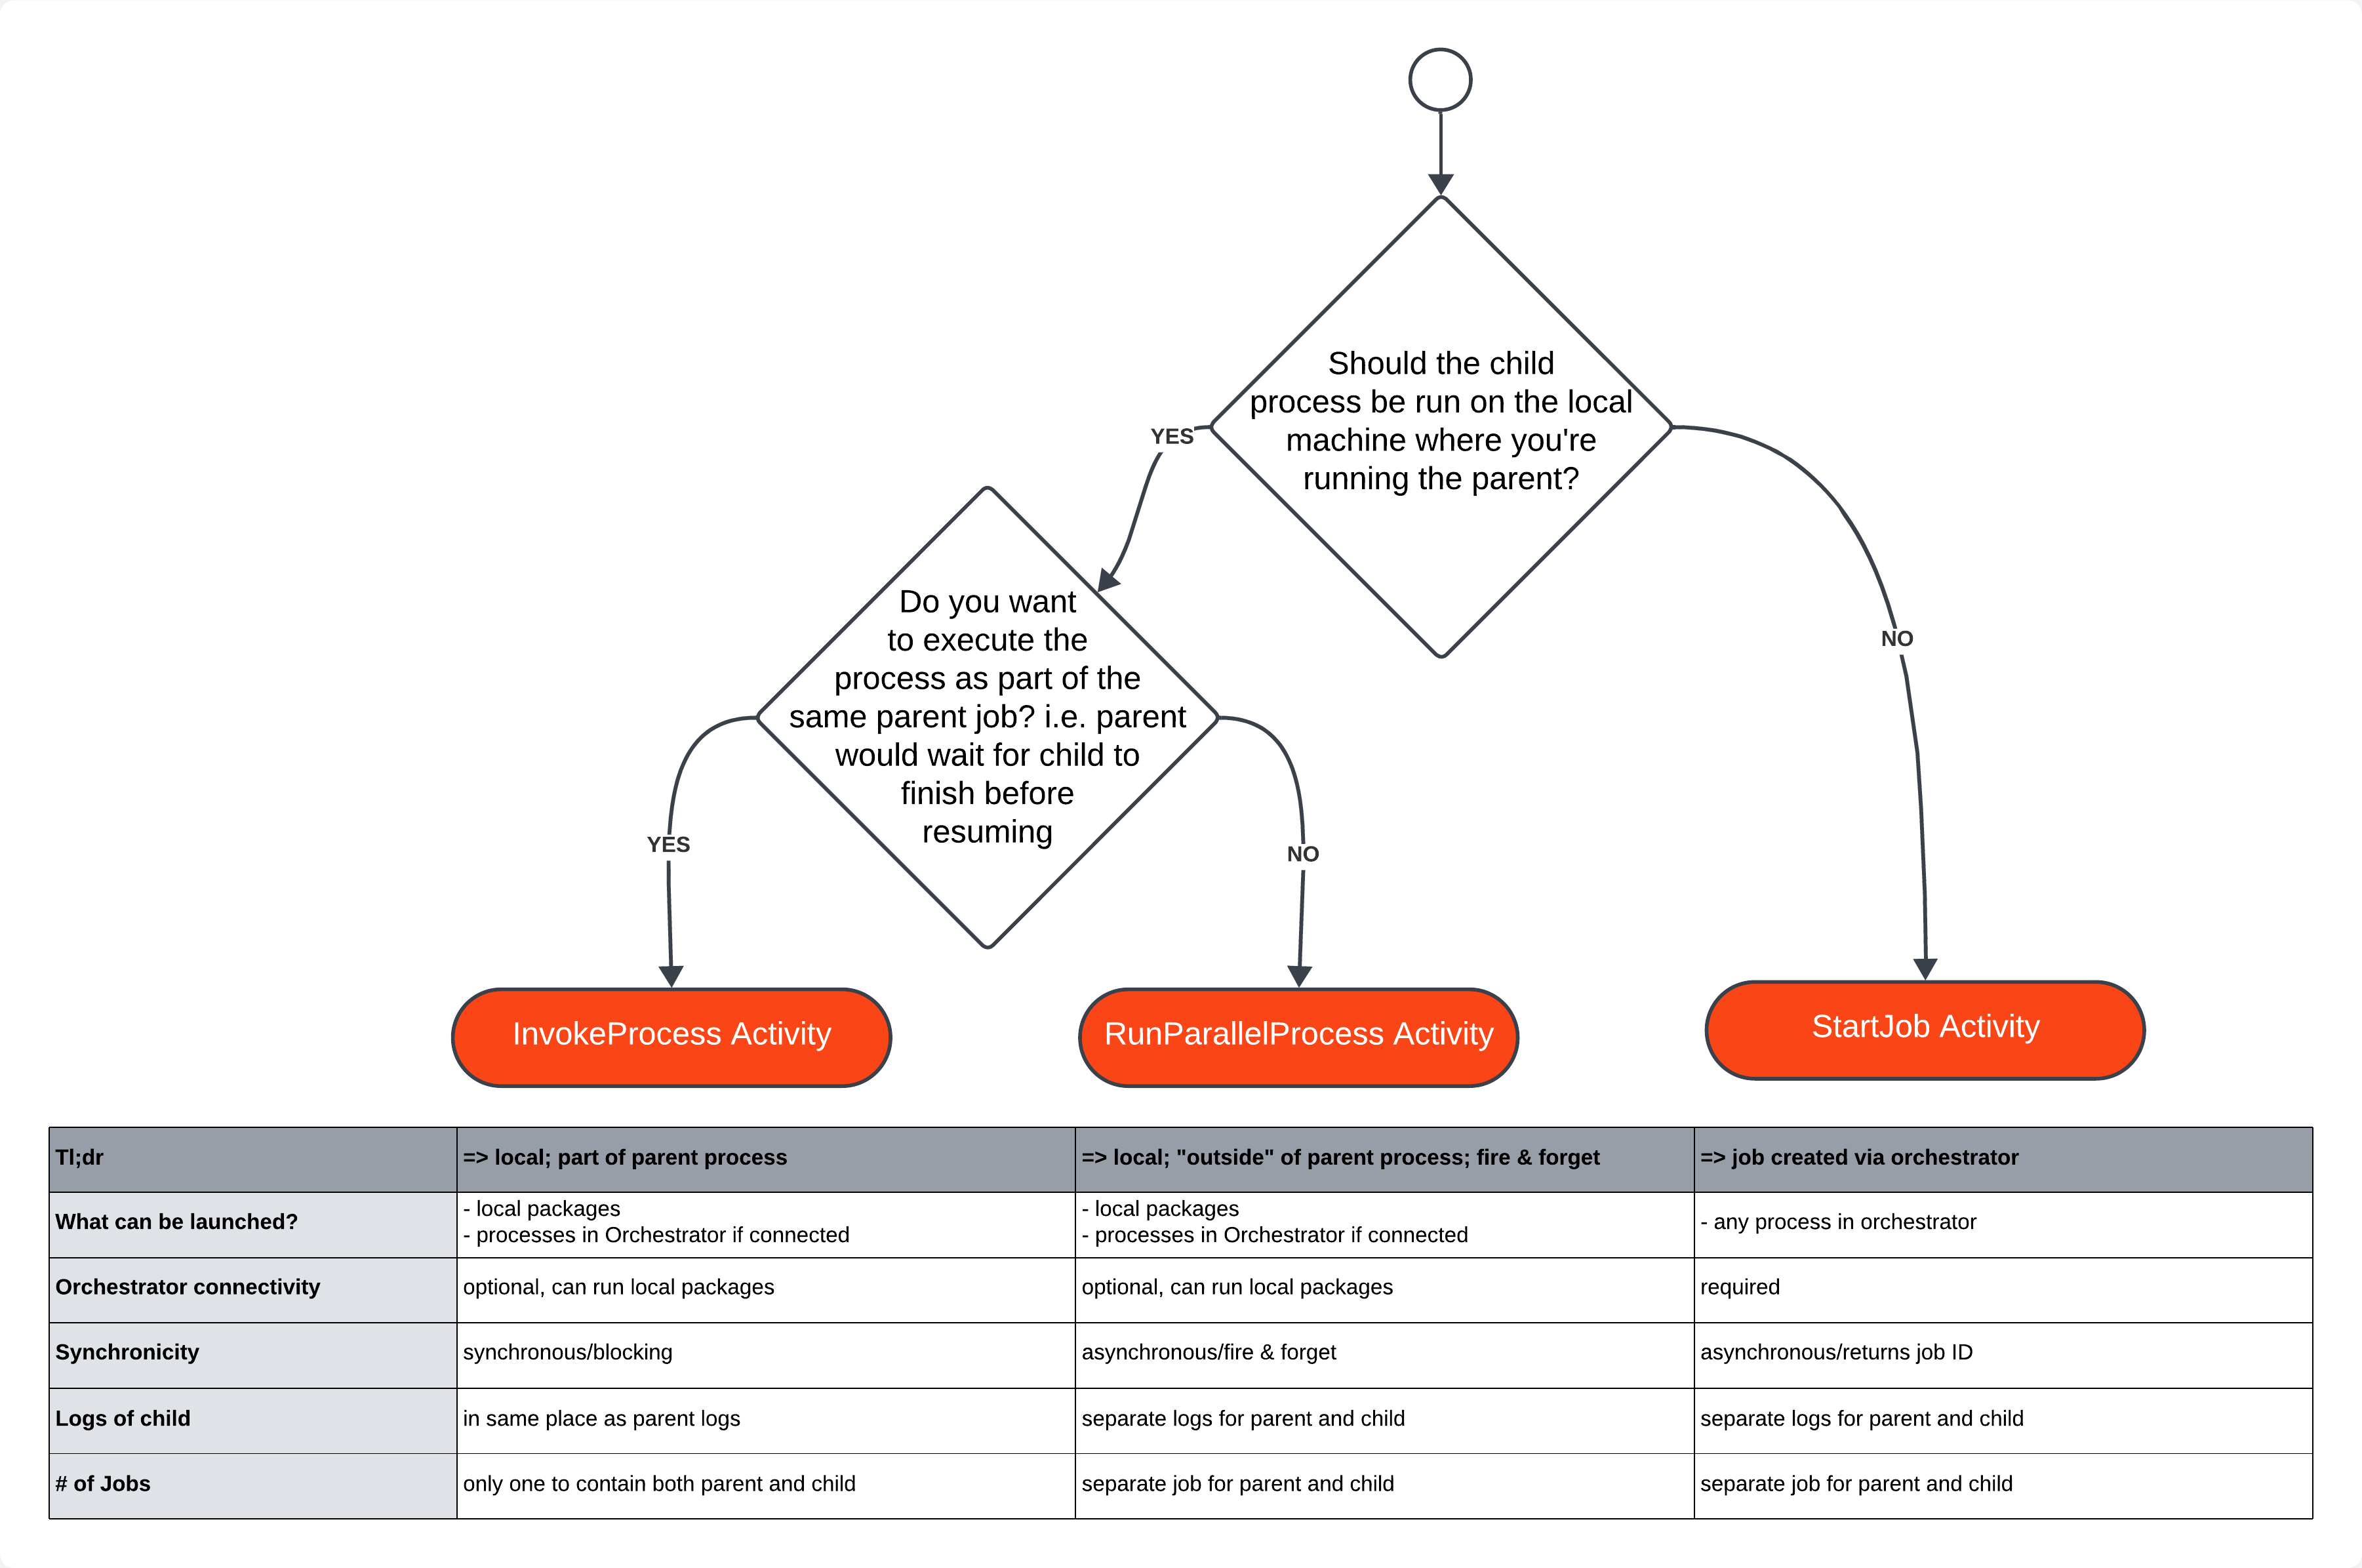 Should the child
process be run on the local
machine where you're
running the parent?
YES
NO
Do you want
to execute the
process as part of the
same parent job? i.e. parent
would wait for child to
finish before
resuming
YES
NO
InvokeProcess Activity
RunParallelProcess Activity
StartJob Activity
Tl;dr
=> local; part of parent process
=> local; "outside" of parent process; fire & forget
=> job created via orchestrator
What can be launched?
- local packages
- processes in Orchestrator if connected
- local packages
- processes in Orchestrator if connected
- any process in orchestrator
Orchestrator connectivity
optional, can run local packages
optional, can run local packages
required
Synchronicity
synchronous/blocking
asynchronous/fire & forget
asynchronous/returns job ID
Logs of child
in same place as parent logs
separate logs for parent and child
separate logs for parent and child
# of Jobs
only one to contain both parent and child
separate job for parent and child
separate job for parent and child